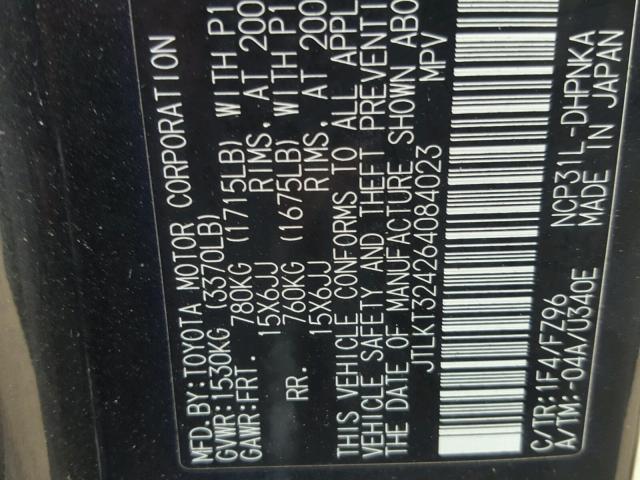 MFD.BY:TOYOTA MOTOR CORPORATION
GVWR:1530KG (3370LB)
GAWR:FRT. 780KG (1715LB) WITH P1
15X6JJ RIMS. AT 200
RR. 760KG (1675LB) WITH P1
15X6JJ RIMS. AT 200
THIS VEHICLE CONFORMS TO ALL APPL
VEHICLE SAFETY AND THEFT PREVENTI
THE DATE OF MANUFACTURE SHOWN ABO
JTLKT324264084023 MPV
C/TR:1F4/FZ96 NCP31L-DHPNKA
A/TM:-04A/U340E MADE IN JAPAN